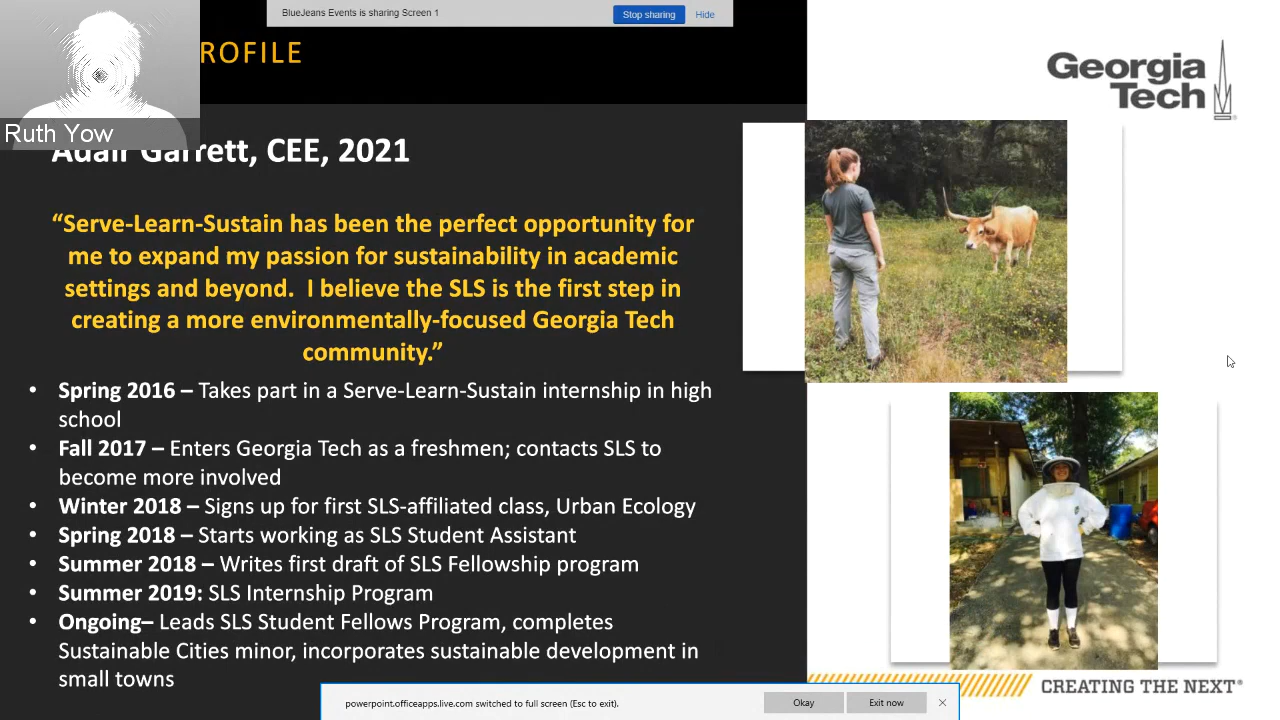 BlueJeans Events is sharing Screen 1
Stop sharing
Hide
ROFILE
Ruth Yow
Adair Garrett, CEE, 2021
Georgia
Tech
“Serve-Learn-Sustain has been the perfect opportunity for
me to expand my passion for sustainability in academic
settings and beyond.  I believe the SLS is the first step in
creating a more environmentally-focused Georgia Tech
community.”
• Spring 2016 – Takes part in a Serve-Learn-Sustain internship in high
school
• Fall 2017 – Enters Georgia Tech as a freshmen; contacts SLS to
become more involved
• Winter 2018 – Signs up for first SLS-affiliated class, Urban Ecology
• Spring 2018 – Starts working as SLS Student Assistant
• Summer 2018 – Writes first draft of SLS Fellowship program
• Summer 2019: SLS Internship Program
• Ongoing– Leads SLS Student Fellows Program, completes
Sustainable Cities minor, incorporates sustainable development in
small towns
CREATING THE NEXT®
powerpoint.officeapps.live.com switched to full screen (Esc to exit).
Okay
Exit now